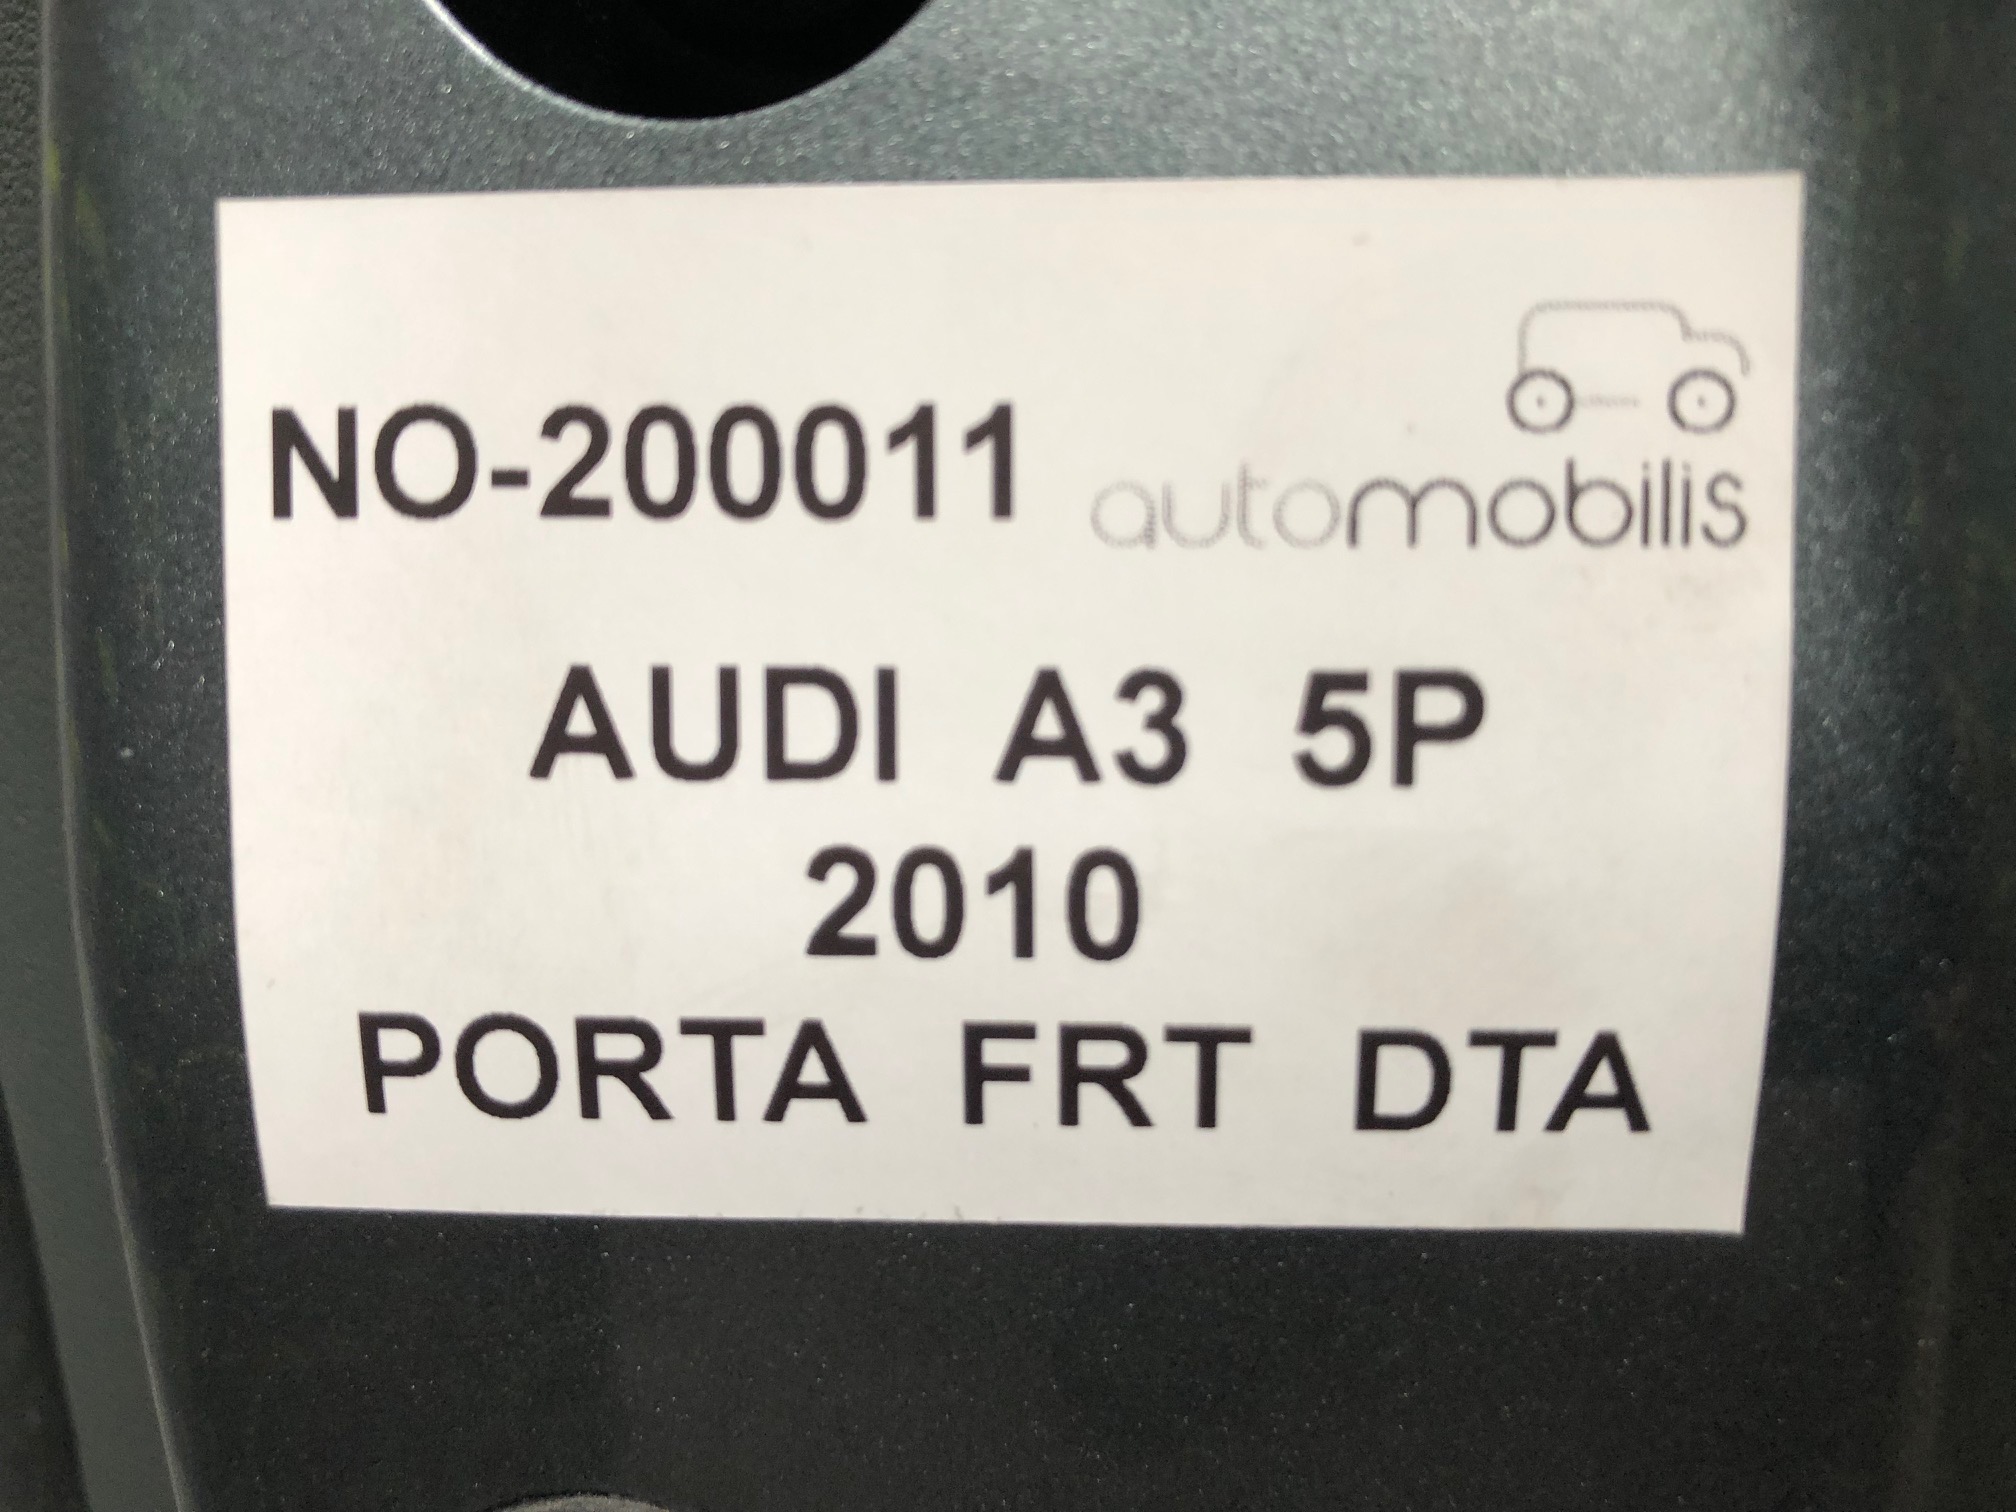 NO-200011
automobilis
AUDI A3 5P
2010
PORTA FRT DTA